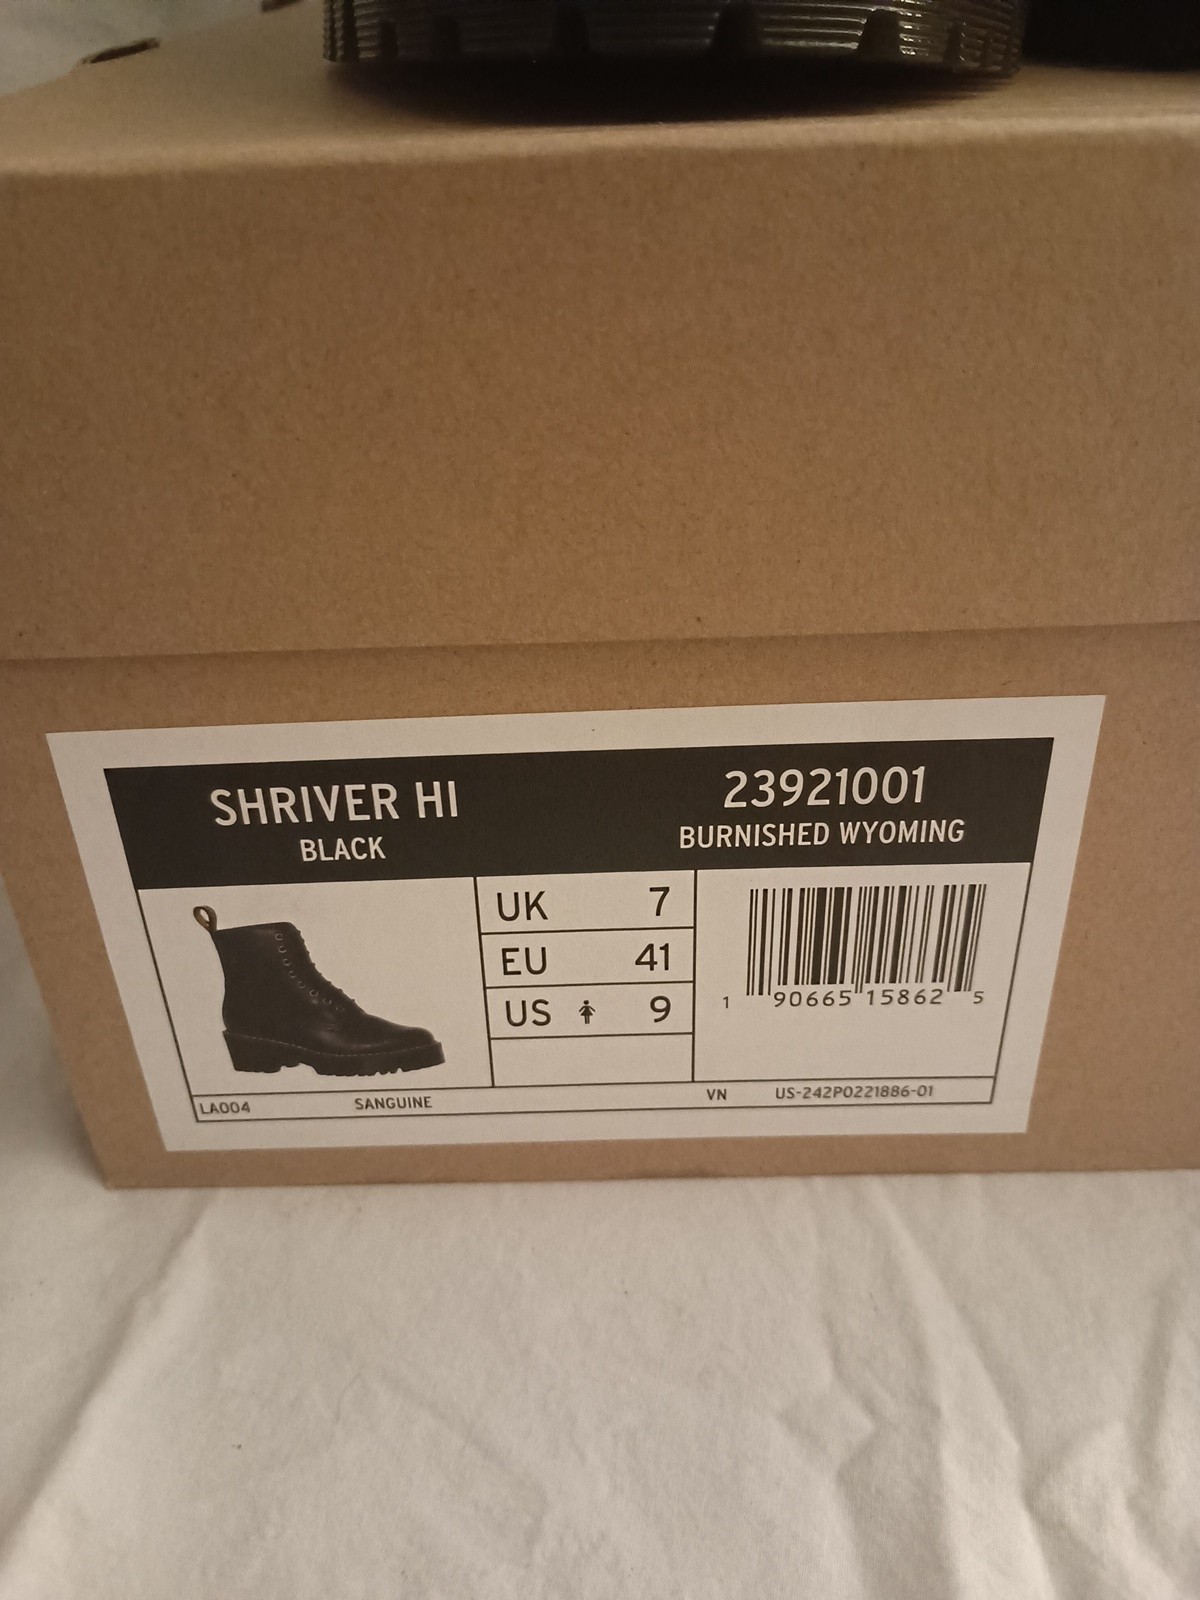 SHRIVER HI
BLACK
23921001
BURNISHED WYOMING
UK 7
EU 41
US 9
1 90665 15862 5
LA004 SANGUINE VN US-242P0221886-01